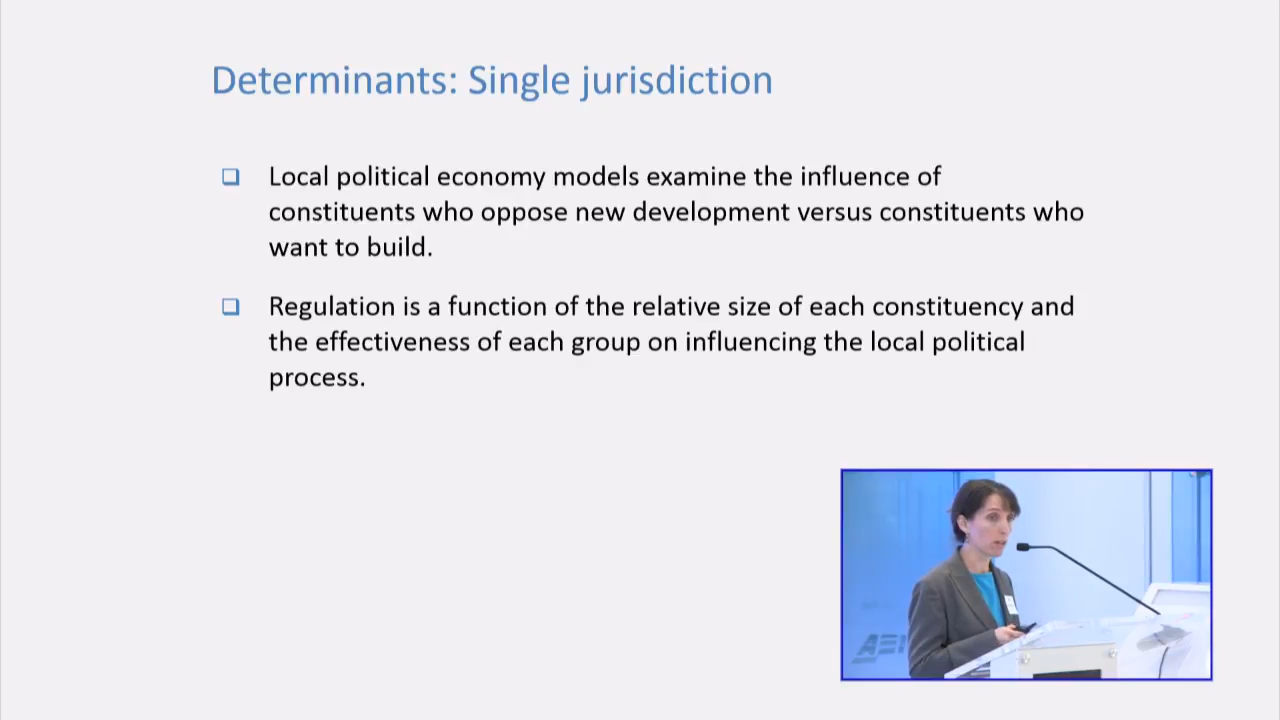 Determinants: Single jurisdiction
Local political economy models examine the influence of
constituents who oppose new development versus constituents who
want to build.
Regulation is a function of the relative size of each constituency and
the effectiveness of each group on influencing the local political
process.
AEI